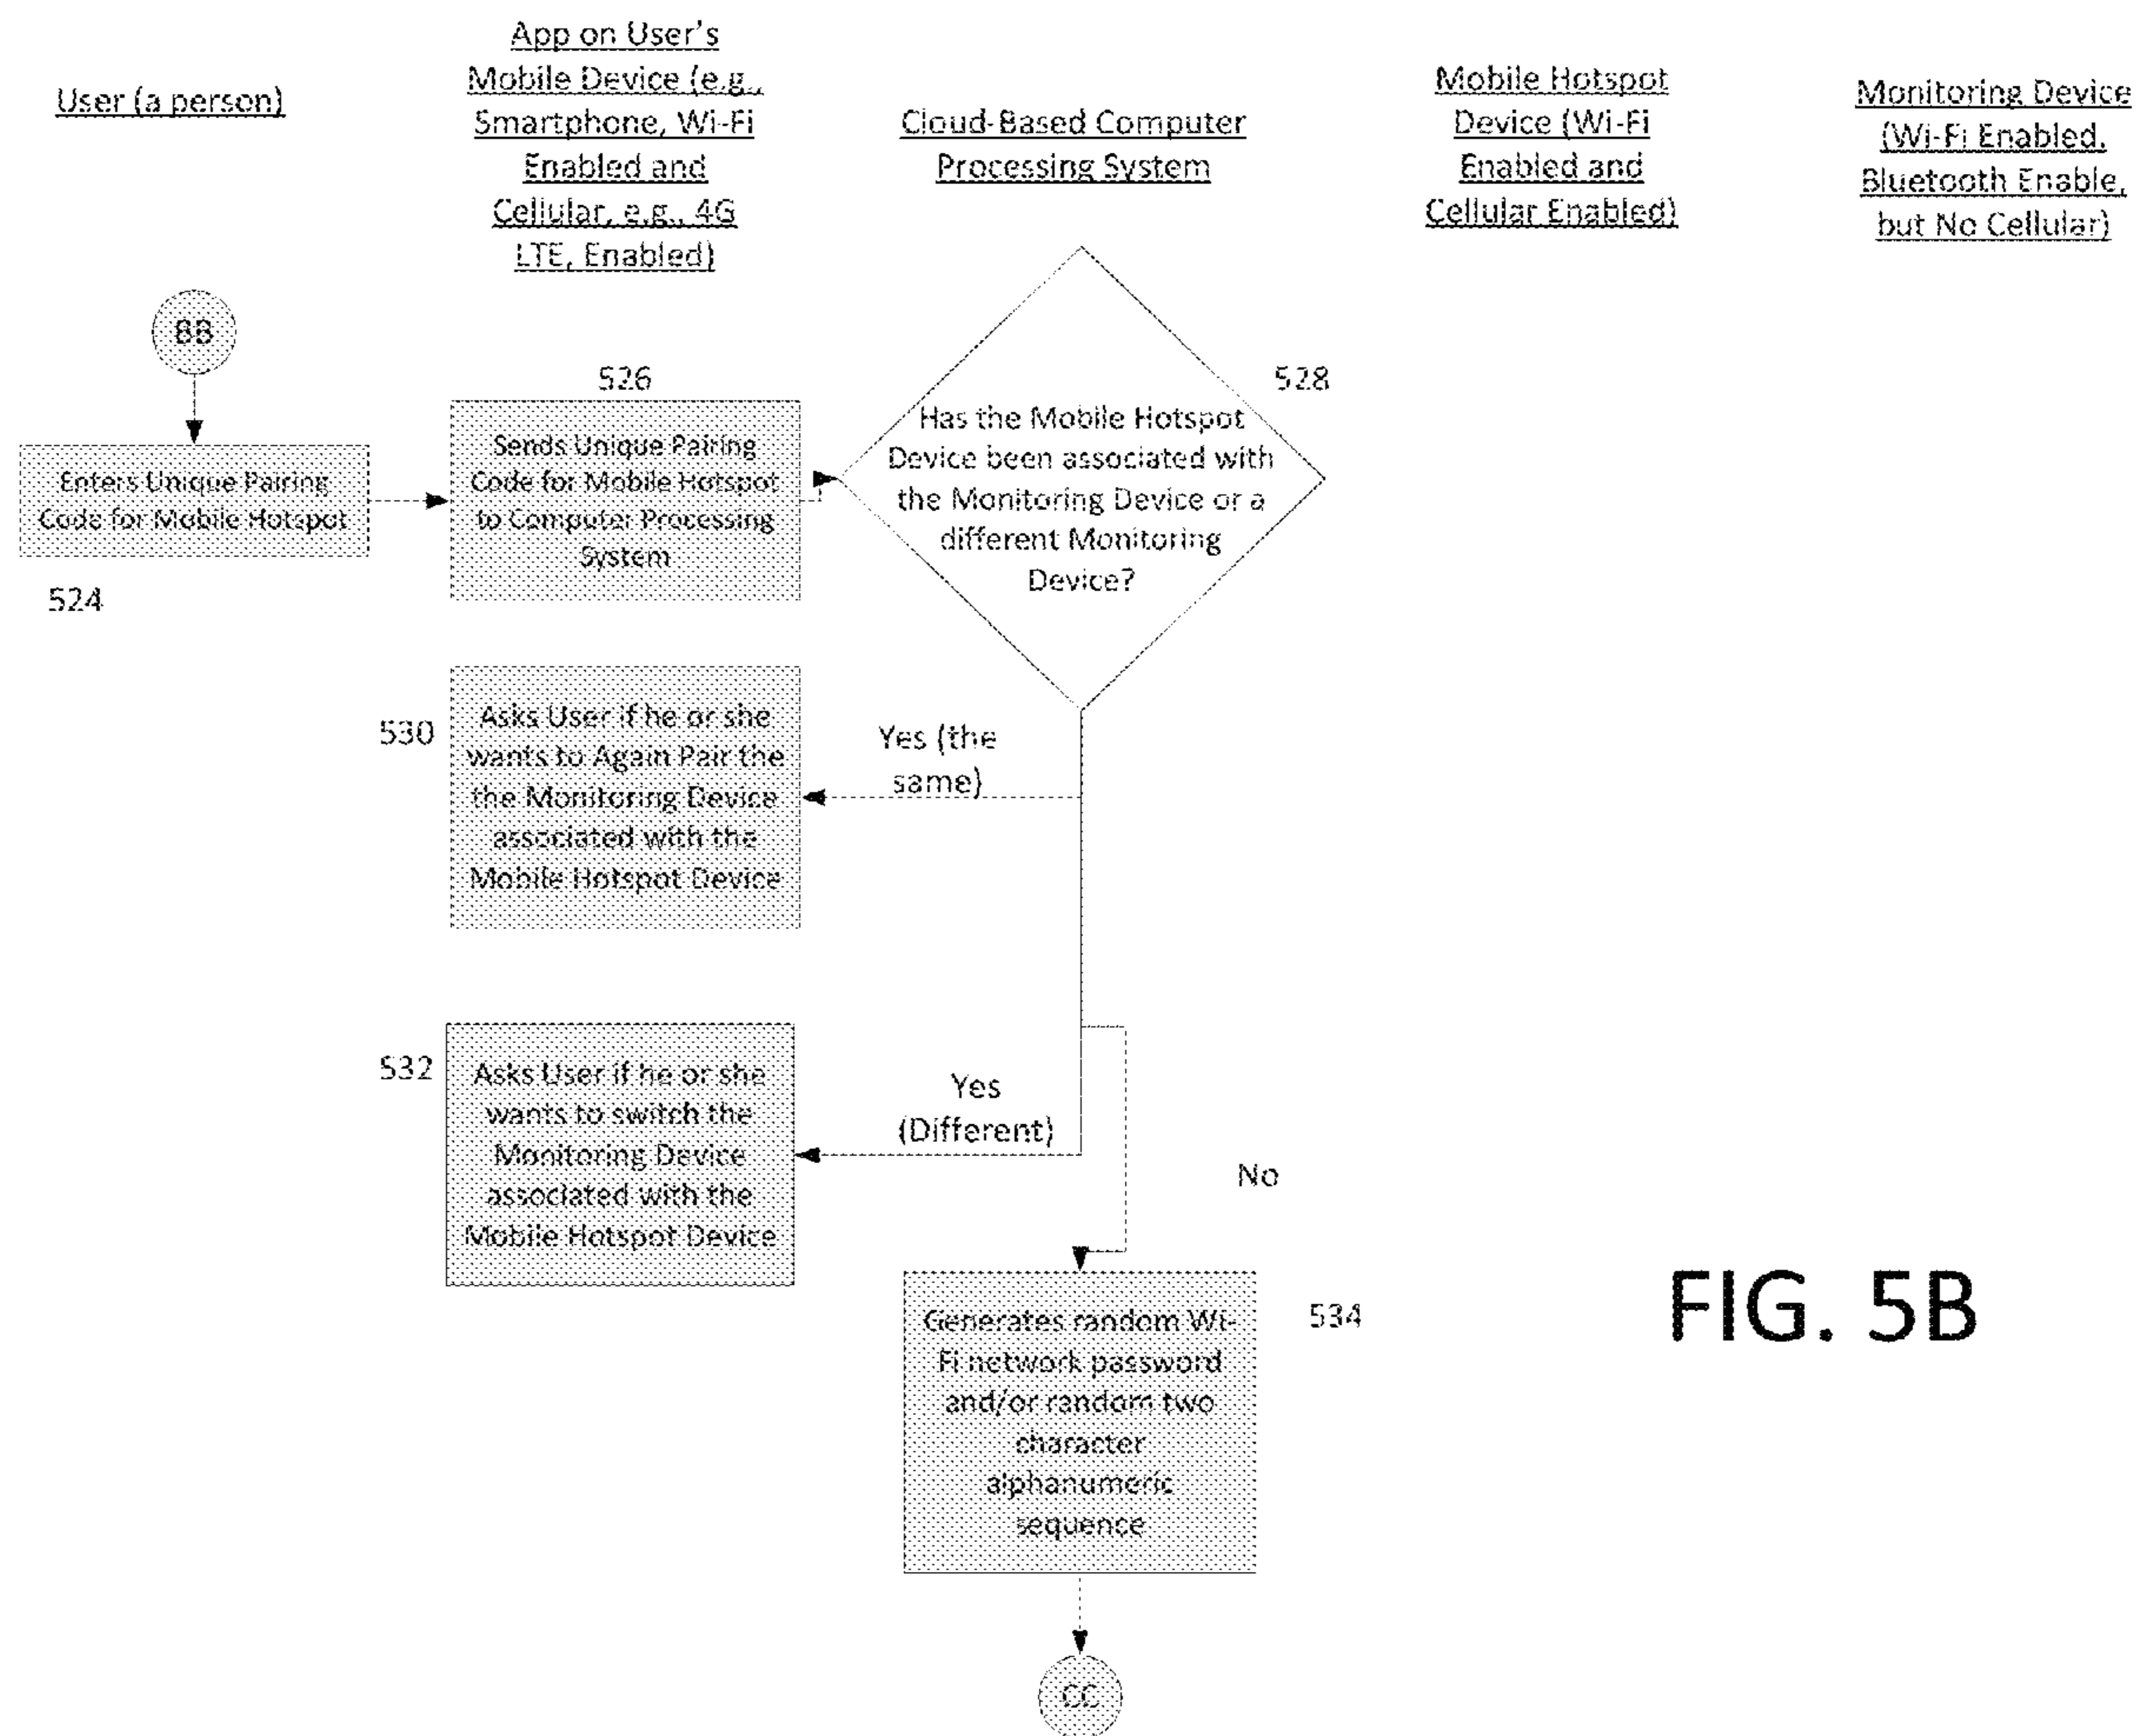 User (a person)
App on User's
Mobile Device (e.g.,
Smartphone, Wi-Fi
Enabled and
Cellular, e.g., 4G
LTE, Enabled)
Cloud-Based Computer
Processing System
Mobile Hotspot
Device (Wi-Fi
Enabled and
Cellular Enabled)
Monitoring Device
(Wi-Fi Enabled,
Bluetooth Enable,
but No Cellular)
BB
Enters Unique Pairing
Code for Mobile Hotspot
524
526
Sends Unique Pairing
Code for Mobile Hotspot
to Computer Processing
System
528
Has the Mobile Hotspot
Device been associated with
the Monitoring Device or a
different Monitoring
Device?
530
Asks User if he or she
wants to Again Pair the
the Monitoring Device
associated with the
Mobile Hotspot Device
Yes (the
same)
532
Asks User if he or she
wants to switch the
Monitoring Device
associated with the
Mobile Hotspot Device
Yes
(Different)
No
534
Generates random Wi-
Fi network password
and/or random two
character
alphanumeric
sequence
CC
FIG. 5B